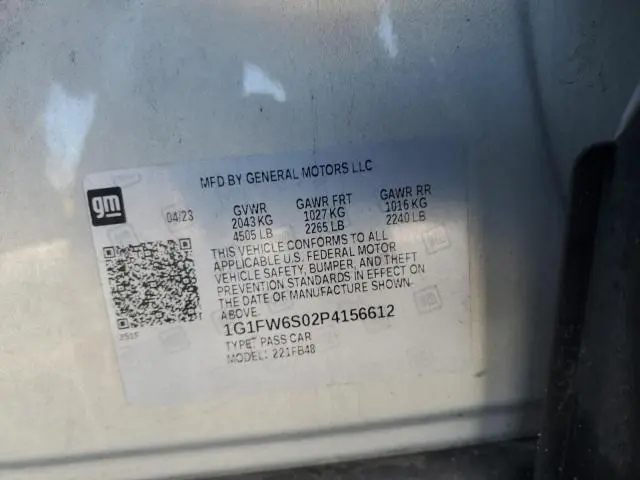 MFD BY GENERAL MOTORS LLC
gm
04/23
GVWR GAWR FRT GAWR RR
2043 KG 1027 KG 1016 KG
4505 LB 2265 LB 2240 LB
THIS VEHICLE CONFORMS TO ALL
APPLICABLE U.S. FEDERAL MOTOR
VEHICLE SAFETY, BUMPER, AND THEFT
PREVENTION STANDARDS IN EFFECT ON
THE DATE OF MANUFACTURE SHOWN
ABOVE.
1G1FW6S02P4156612
TYPE: PASS CAR
MODEL: 221FB48